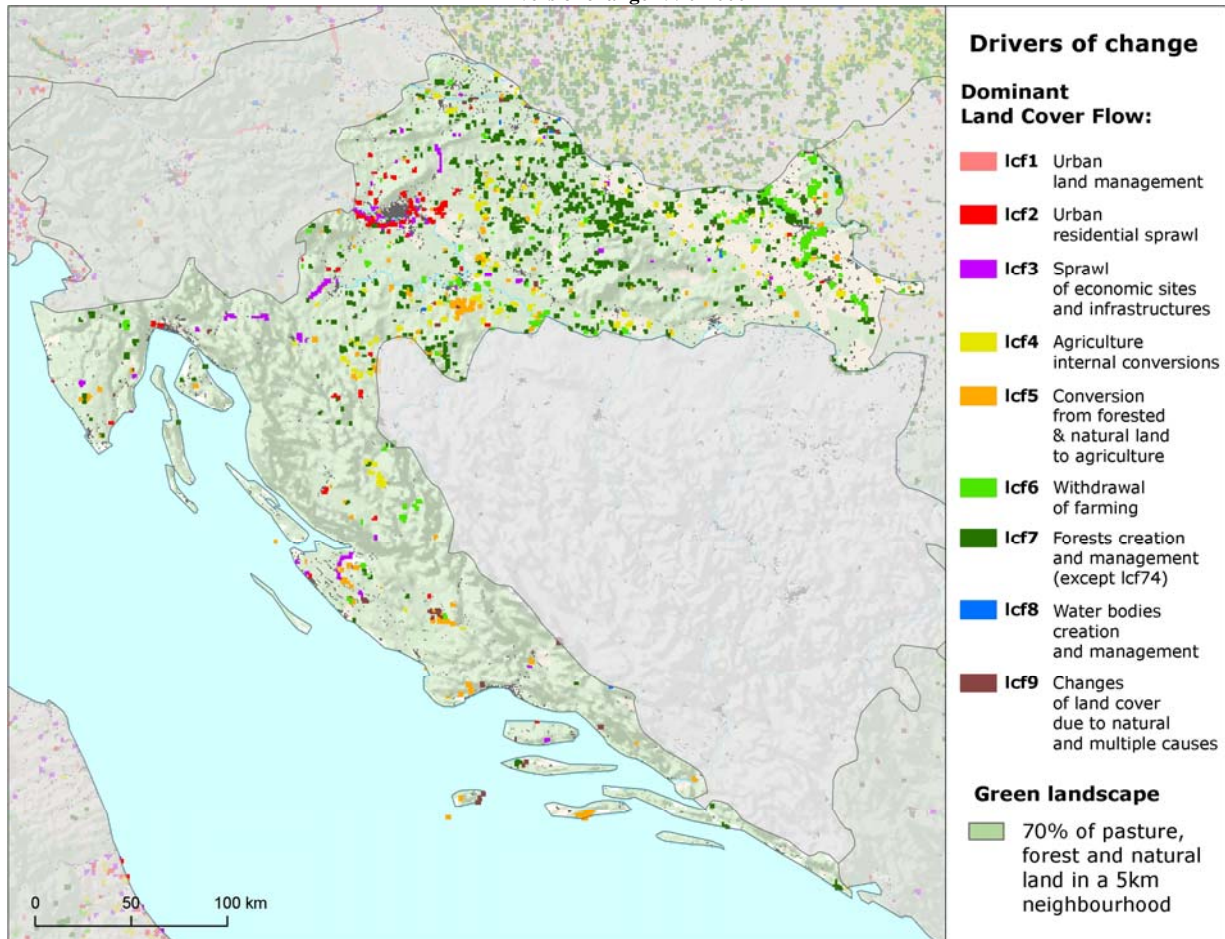 Drivers of change
Dominant
Land Cover Flow:
lcf1 Urban
land management
lcf2 Urban
residential sprawl
lcf3 Sprawl
of economic sites
and infrastructures
lcf4 Agriculture
internal conversions
lcf5 Conversion
from forested
& natural land
to agriculture
lcf6 Withdrawal
of farming
lcf7 Forests creation
and management
(except lcf74)
lcf8 Water bodies
creation
and management
lcf9 Changes
of land cover
due to natural
and multiple causes
Green landscape
70% of pasture,
forest and natural
land in a 5km
neighbourhood
0 50 100 km